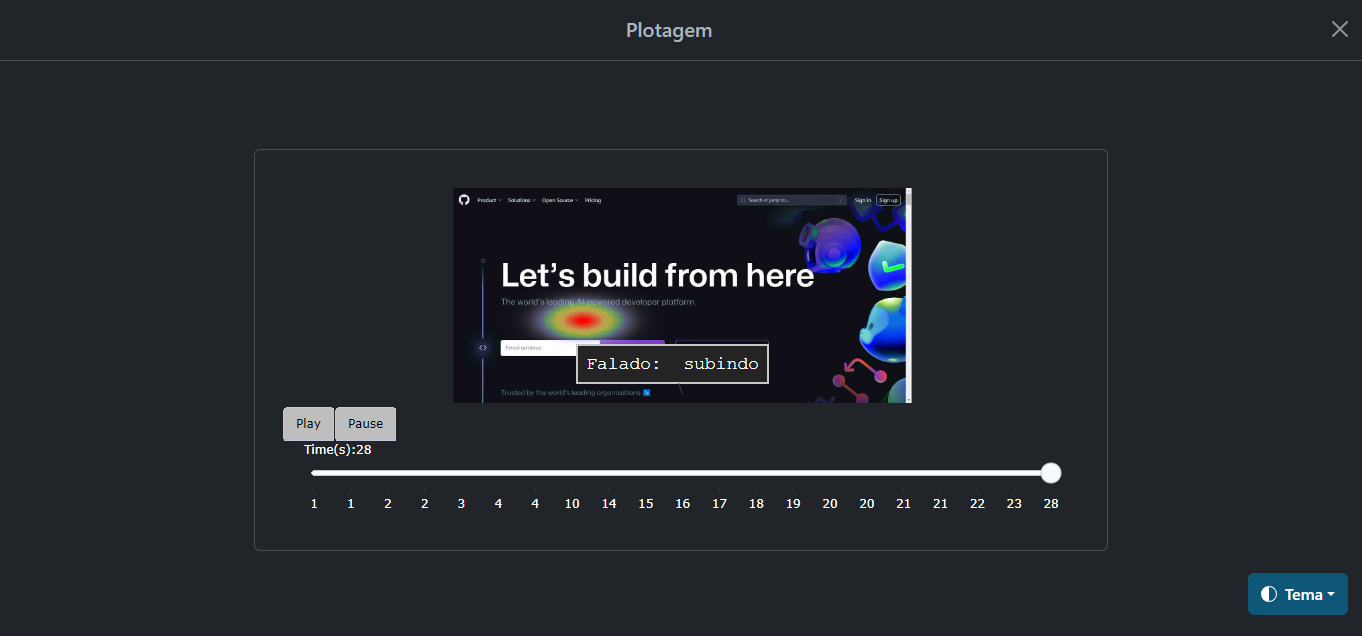 Plotagem
Product Solutions Open Source Pricing
Search or jump to...
/
Sign in
Sign up
Let's build from here
The world's leading AI-powered developer platform.
Email address
Falado:  subindo
Trusted by the world's leading organizations
Play
Pause
Time(s):28
1 1 2 2 3 4 4 10 14 15 16 17 18 19 20 20 21 21 22 23 28
Tema